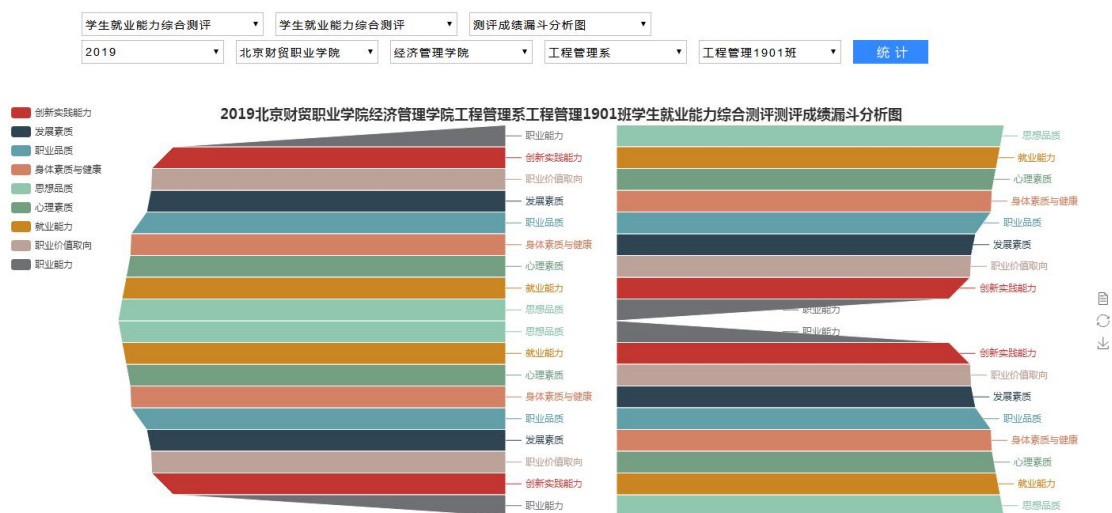 学生就业能力综合测评 学生就业能力综合测评 测评成绩漏斗分析图
2019 北京财贸职业学院 经济管理学院 工程管理系 工程管理1901班 统计
2019北京财贸职业学院经济管理学院工程管理系工程管理1901班学生就业能力综合测评测评成绩漏斗分析图
创新实践能力
发展素质
职业品质
身体素质与健康
思想品质
心理素质
就业能力
职业价值取向
职业能力
职业能力
创新实践能力
职业价值取向
发展素质
职业品质
身体素质与健康
心理素质
就业能力
思想品质
思想品质
就业能力
心理素质
身体素质与健康
职业品质
发展素质
职业价值取向
创新实践能力
职业能力
思想品质
就业能力
心理素质
身体素质与健康
职业品质
发展素质
职业价值取向
创新实践能力
职业能力
职业能力
创新实践能力
职业价值取向
发展素质
职业品质
身体素质与健康
心理素质
就业能力
思想品质